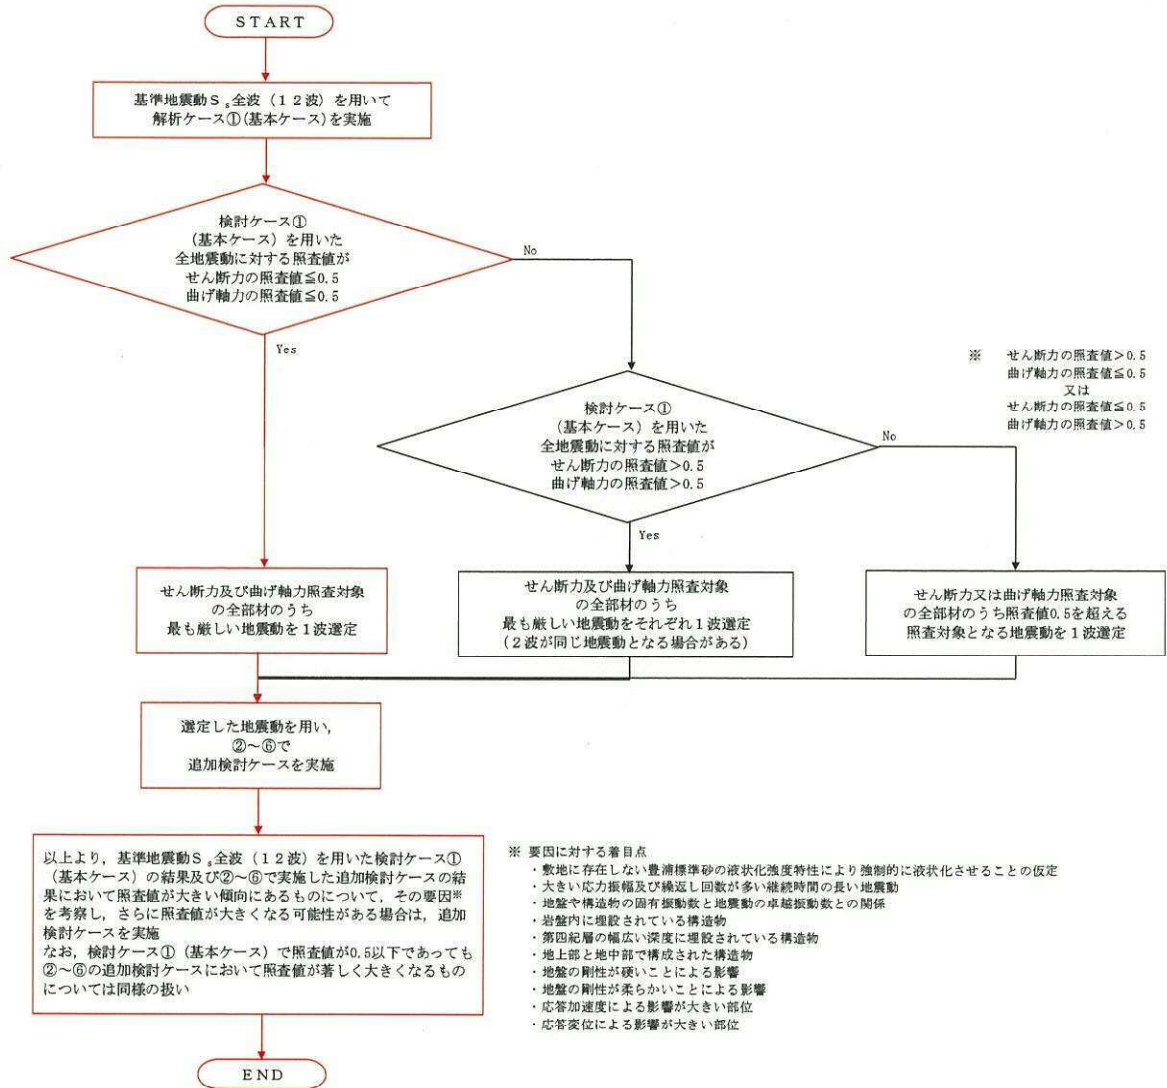 START
基準地震動Ｓｓ全波（１２波）を用いて
解析ケース①(基本ケース)を実施
検討ケース①
(基本ケース）を用いた
全地震動に対する照査値が
せん断力の照査値≦0.5
曲げ軸力の照査値≦0.5
No
Yes
※ せん断力の照査値>0.5
曲げ軸力の照査値≦0.5
又は
せん断力の照査値≦0.5
曲げ軸力の照査値>0.5
検討ケース①
(基本ケース）を用いた
全地震動に対する照査値が
せん断力の照査値>0.5
曲げ軸力の照査値>0.5
No
Yes
せん断力及び曲げ軸力照査対象
の全部材のうち
最も厳しい地震動を１波選定
せん断力及び曲げ軸力照査対象
の全部材のうち
最も厳しい地震動をそれぞれ１波選定
(２波が同じ地震動となる場合がある）
せん断力又は曲げ軸力照査対象
の全部材のうち照査値0.5を超える
照査対象となる地震動を１波選定
選定した地震動を用い，
②～⑥で
追加検討ケースを実施
以上より，基準地震動Ｓｓ全波（１２波）を用いた検討ケース①
（基本ケース）の結果及び②～⑥で実施した追加検討ケースの結
果において照査値が大きい傾向にあるものについて，その要因※
を考察し，さらに照査値が大きくなる可能性がある場合は，追加
検討ケースを実施
なお，検討ケース①（基本ケース）で照査値が0.5以下であっても
②～⑥の追加検討ケースにおいて照査値が著しく大きくなるもの
については同様の扱い
※ 要因に対する着目点
・敷地に存在しない豊浦標準砂の液状化強度特性により強制的に液状化させることの仮定
・大きい応力振幅及び繰返し回数が多い継続時間の長い地震動
・地盤や構造物の固有振動数と地震動の卓越振動数との関係
・岩盤内に埋設されている構造物
・第四紀層の幅広い深度に埋設されている構造物
・地上部と地中部で構成された構造物
・地盤の剛性が硬いことによる影響
・地盤の剛性が柔らかいことによる影響
・応答加速度による影響が大きい部位
・応答変位による影響が大きい部位
END